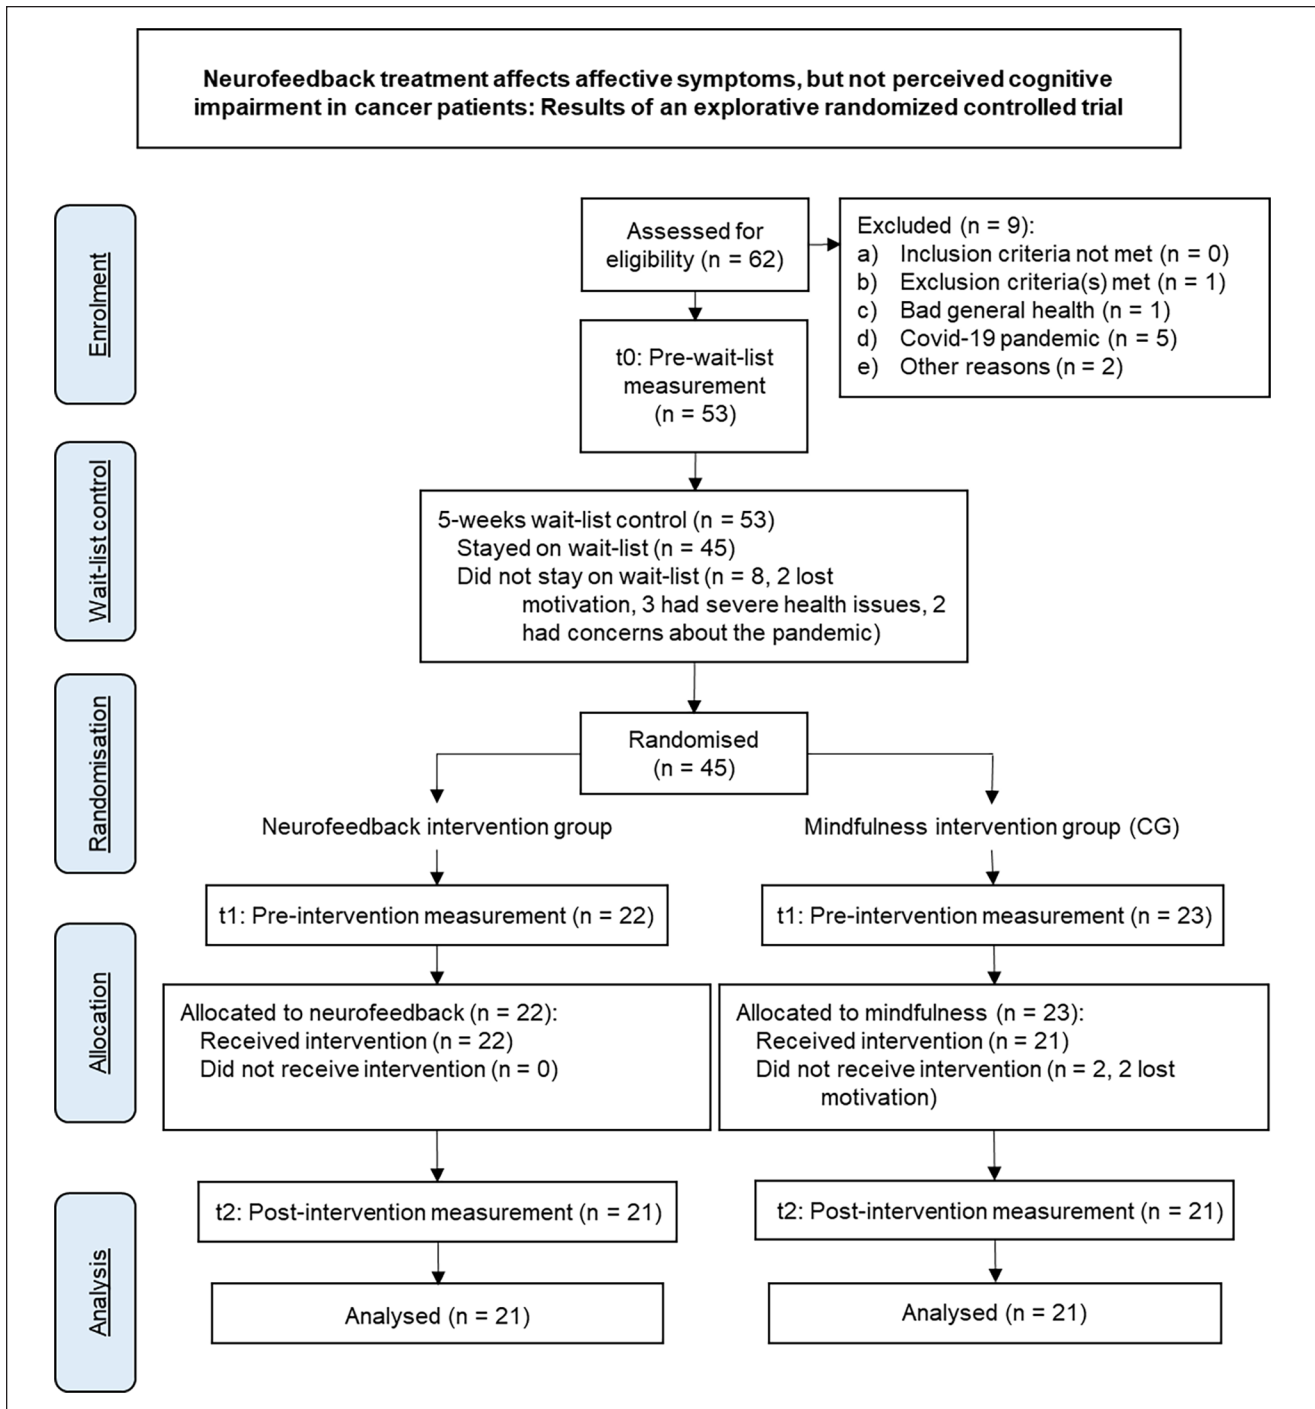 Neurofeedback treatment affects affective symptoms, but not perceived cognitive
impairment in cancer patients: Results of an explorative randomized controlled trial
Enrolment
Assessed for
eligibility (n = 62)
Excluded (n = 9):
a) Inclusion criteria not met (n = 0)
b) Exclusion criteria(s) met (n = 1)
c) Bad general health (n = 1)
d) Covid-19 pandemic (n = 5)
e) Other reasons (n = 2)
t0: Pre-wait-list
measurement
(n = 53)
Wait-list control
5-weeks wait-list control (n = 53)
Stayed on wait-list (n = 45)
Did not stay on wait-list (n = 8, 2 lost
motivation, 3 had severe health issues, 2
had concerns about the pandemic)
Randomisation
Randomised
(n = 45)
Neurofeedback intervention group
Mindfulness intervention group (CG)
t1: Pre-intervention measurement (n = 22)
t1: Pre-intervention measurement (n = 23)
Allocation
Allocated to neurofeedback (n = 22):
Received intervention (n = 22)
Did not receive intervention (n = 0)
Allocated to mindfulness (n = 23):
Received intervention (n = 21)
Did not receive intervention (n = 2, 2 lost
motivation)
Analysis
t2: Post-intervention measurement (n = 21)
t2: Post-intervention measurement (n = 21)
Analysed (n = 21)
Analysed (n = 21)